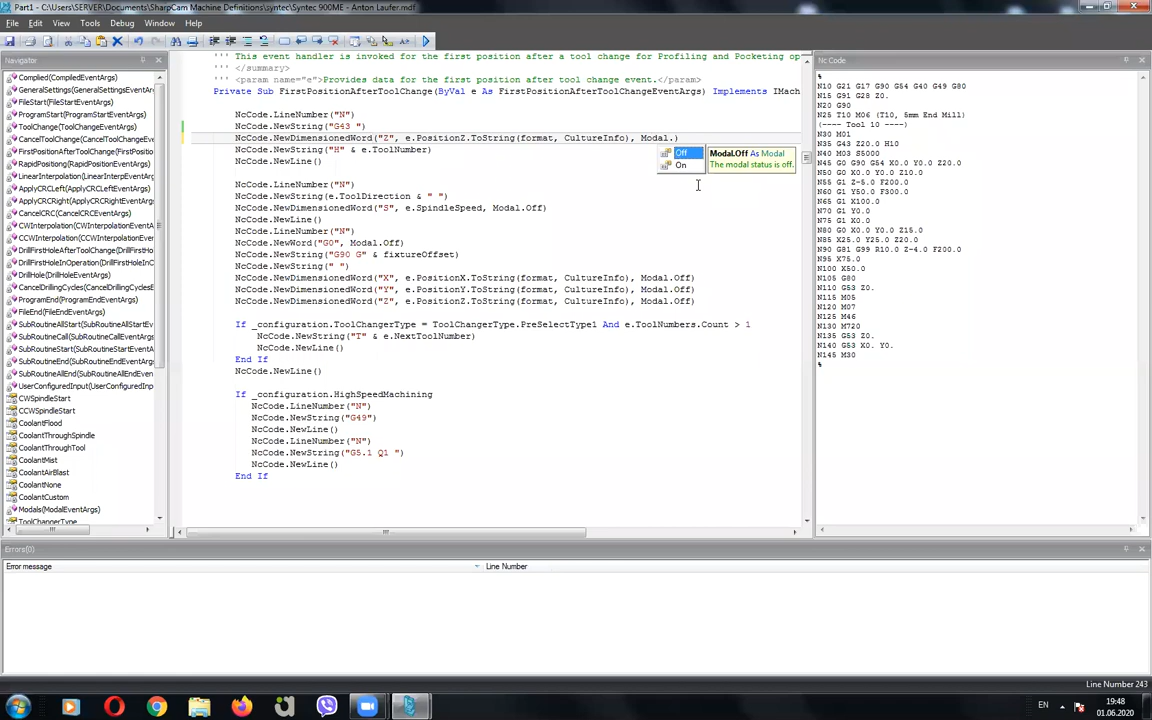 Part1 - C:\Users\SERVER\Documents\SharpCam Machine Definitions\syntec\Syntec 900ME - Anton Laufer.mdf
File Edit View Tools Debug Window Help
Navigator
Complied(CompiledEventArgs)
GeneralSettings(GeneralSettingsEventArgs)
FileStart(FileStartEventArgs)
ProgramStart(ProgramStartEventArgs)
ToolChange(ToolChangeEventArgs)
CancelToolChange(CancelToolChangeEvent
FirstPositionAfterToolChange(FirstPosition
RapidPositioning(RapidPositioningEventArgs
LinearInterpolation(LinearInterpEventArgs)
ApplyCRCLeft(ApplyCRCLeftEventArgs)
ApplyCRCRight(ApplyCRCRightEventArgs)
CancelCRC(CancelCRCEventArgs)
CWInterpolation(CWInterpolationEventArgs
CCWInterpolation(CCWInterpolationEventArg
DrillFirstHoleAfterToolChange(DrillFirstHoleA
DrillFirstHoleInOperation(DrillFirstHoleInOper
DrillHole(DrillHoleEventArgs)
CancelDrillingCycles(CancelDrillingCyclesE
ProgramEnd(ProgramEndEventArgs)
FileEnd(FileEndEventArgs)
SubRoutineAllStart(SubRoutineAllStartEvent
SubRoutineCall(SubRoutineCallEventArgs)
SubRoutineStart(SubRoutineStartEventArgs)
SubRoutineEnd(SubRoutineEndEventArgs)
SubRoutineAllEnd(SubRoutineAllEndEventA
UserConfiguredInput(UserConfiguredInputE
CWSpindleStart
CCWSpindleStart
CoolantFlood
CoolantThroughSpindle
CoolantThroughTool
CoolantMist
CoolantAirBlast
CoolantNone
CoolantCustom
Modals(ModalEventArgs)
ToolChangerType
''' This event handler is invoked for the first position after a tool change for Profiling and Pocketing op
''' </summary>
''' <param name="e">Provides data for the first position after tool change event.</param>
Private Sub FirstPositionAfterToolChange(ByVal e As FirstPositionAfterToolChangeEventArgs) Implements IMach
NcCode.LineNumber("N")
NcCode.NewString("G43 ")
NcCode.NewDimensionedWord("Z", e.PositionZ.ToString(format, CultureInfo), Modal.)
NcCode.NewString("H" & e.ToolNumber)
NcCode.NewLine()
Off
On
Modal.Off As Modal
The modal status is off.
NcCode.LineNumber("N")
NcCode.NewString(e.ToolDirection & " ")
NcCode.NewDimensionedWord("S", e.SpindleSpeed, Modal.Off)
NcCode.NewLine()
NcCode.LineNumber("N")
NcCode.NewWord("G0", Modal.Off)
NcCode.NewString("G90 G" & fixtureOffset)
NcCode.NewString(" ")
NcCode.NewDimensionedWord("X", e.PositionX.ToString(format, CultureInfo), Modal.Off)
NcCode.NewDimensionedWord("Y", e.PositionY.ToString(format, CultureInfo), Modal.Off)
NcCode.NewDimensionedWord("Z", e.PositionZ.ToString(format, CultureInfo), Modal.Off)
If _configuration.ToolChangerType = ToolChangerType.PreSelectType1 And e.ToolNumbers.Count > 1
NcCode.NewString("T" & e.NextToolNumber)
NcCode.NewLine()
End If
NcCode.NewLine()
If _configuration.HighSpeedMachining
NcCode.LineNumber("N")
NcCode.NewString("G49")
NcCode.NewLine()
NcCode.LineNumber("N")
NcCode.NewString("G5.1 Q1 ")
NcCode.NewLine()
End If
Nc Code
%
N10 G21 G17 G90 G54 G40 G49 G80
N15 G91 G28 Z0.
N20 G90
N25 T10 M06 (T10, 5mm End Mill)
(---- Tool 10 ----)
N30 M01
N35 G43 Z20.0 H10
N40 M03 S5000
N45 G0 G90 G54 X0.0 Y0.0 Z20.0
N50 G0 X0.0 Y0.0 Z10.0
N55 G1 Z-5.0 F200.0
N60 G1 Y50.0 F300.0
N65 G1 X100.0
N70 G1 Y0.0
N75 G1 X0.0
N80 G0 X0.0 Y0.0 Z15.0
N85 X25.0 Y25.0 Z20.0
N90 G81 G99 R10.0 Z-4.0 F200.0
N95 X75.0
N100 X50.0
N105 G80
N110 G53 Z0.
N115 M05
N120 M07
N125 M46
N130 M720
N135 G53 Z0.
N140 G53 X0. Y0.
N145 M30
%
Errors(0)
Error message Line Number
Line Number 243
EN 19:48
01.06.2020